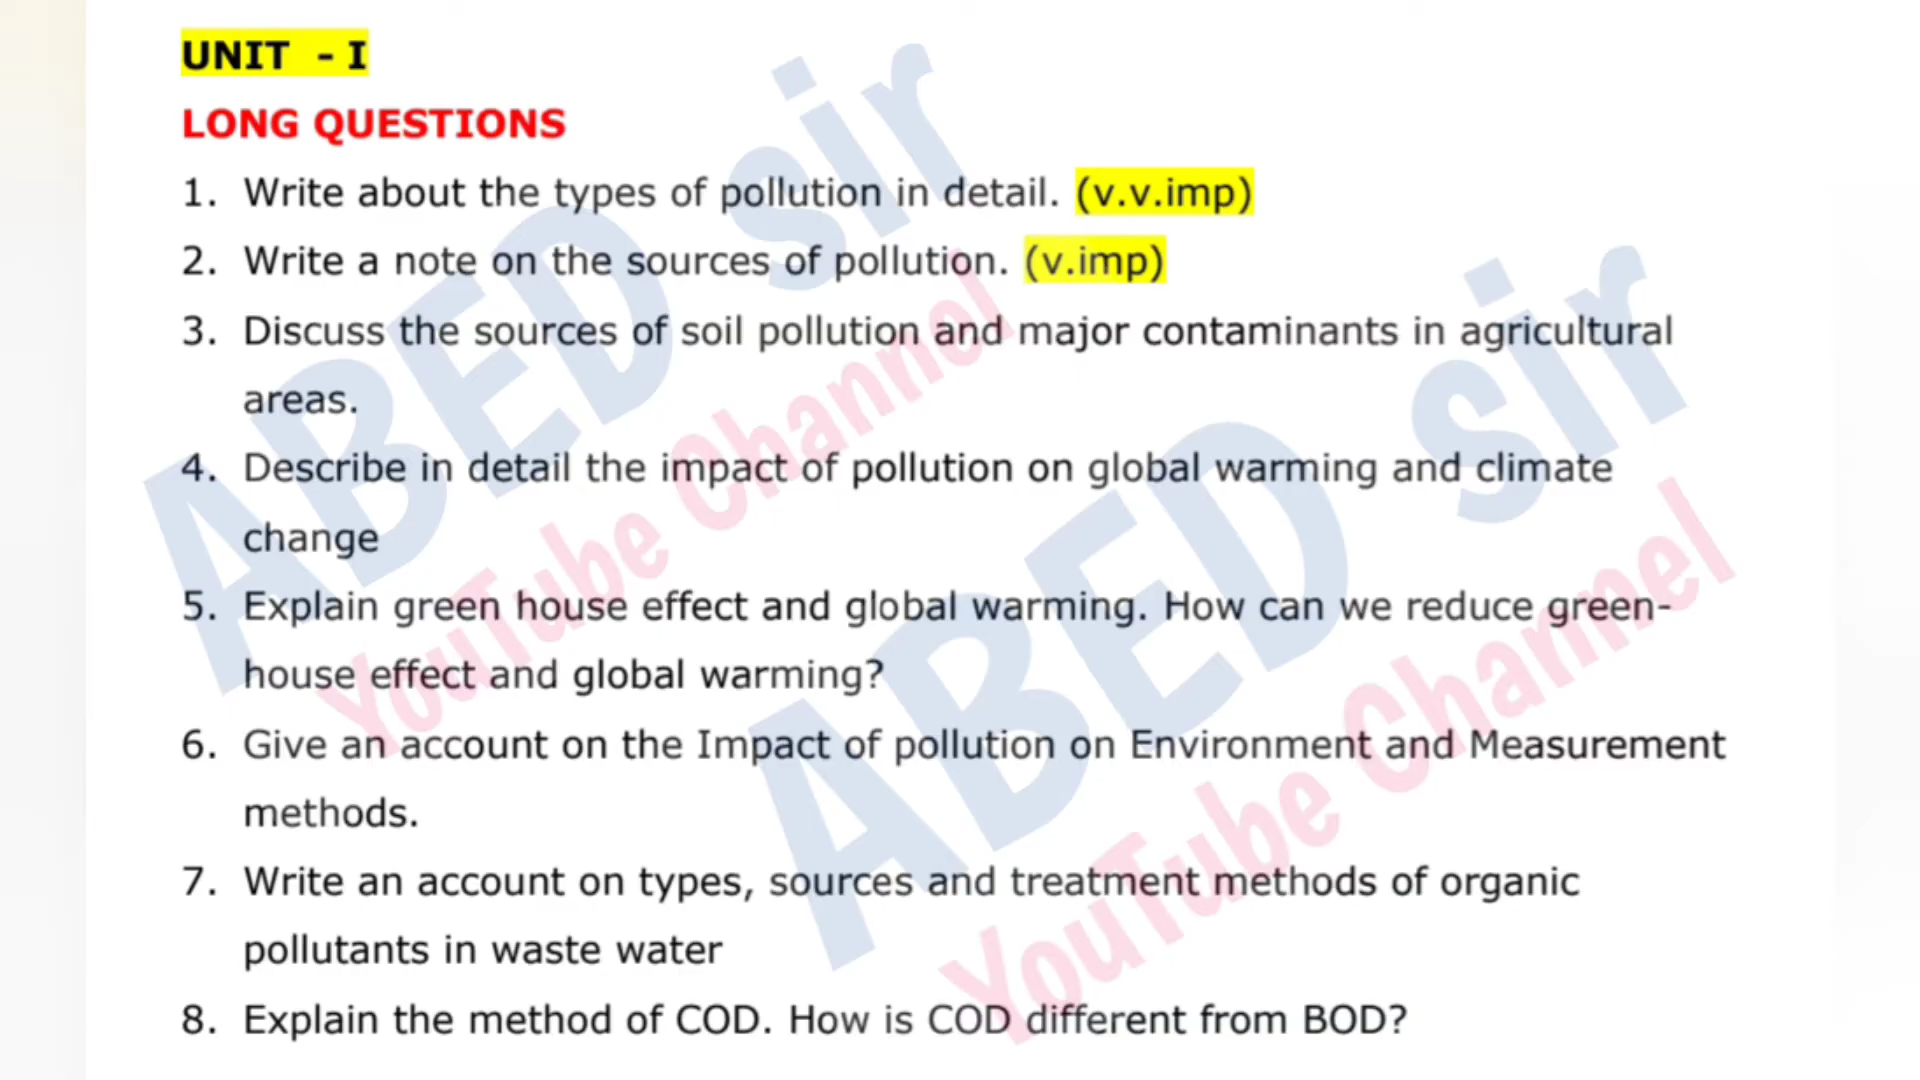 UNIT - I
LONG QUESTIONS
1. Write about the types of pollution in detail. (v.v.imp)
2. Write a note on the sources of pollution. (v.imp)
3. Discuss the sources of soil pollution and major contaminants in agricultural
areas.
4. Describe in detail the impact of pollution on global warming and climate
change
5. Explain green house effect and global warming. How can we reduce green-
house effect and global warming?
6. Give an account on the Impact of pollution on Environment and Measurement
methods.
7. Write an account on types, sources and treatment methods of organic
pollutants in waste water
8. Explain the method of COD. How is COD different from BOD?
ABED sir
YouTube Channel
ABED sir
YouTube Channel